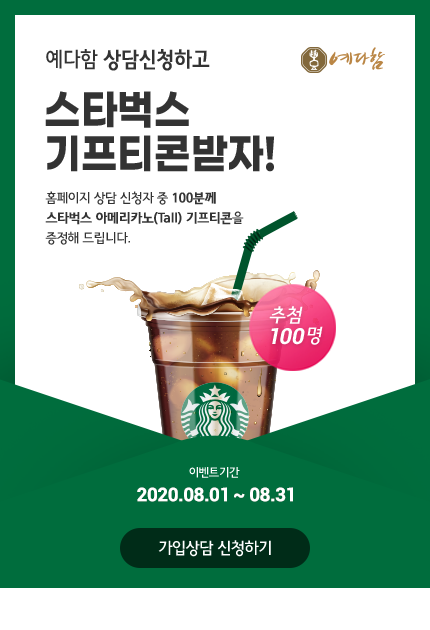 예다함 상담신청하고
예다함
스타벅스
기프티콘받자!
홈페이지 상담 신청자 중 100분께
스타벅스 아메리카노(Tall) 기프티콘을
증정해 드립니다.
추첨
100명
이벤트기간
2020.08.01 ~ 08.31
가입상담 신청하기